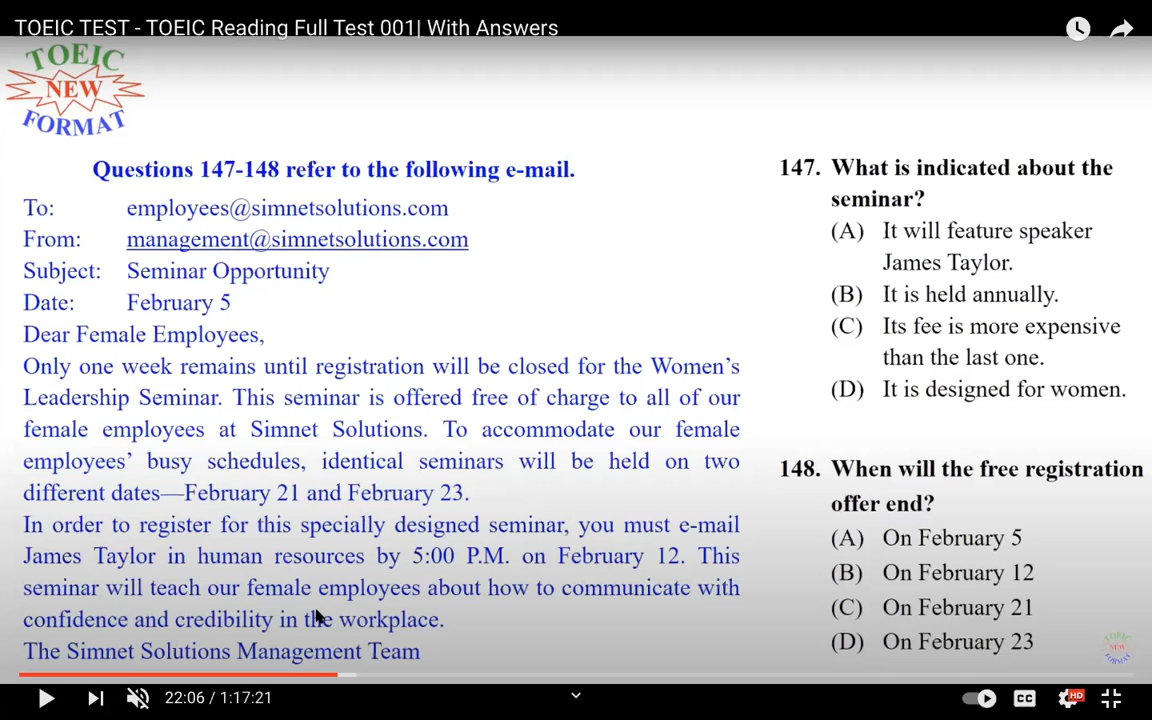 TOEIC TEST - TOEIC Reading Full Test 001| With Answers
TOEIC
NEW
FORMAT
Questions 147-148 refer to the following e-mail.
To: employees@simnetsolutions.com
From: management@simnetsolutions.com
Subject: Seminar Opportunity
Date: February 5
Dear Female Employees,
Only one week remains until registration will be closed for the Women's
Leadership Seminar. This seminar is offered free of charge to all of our
female employees at Simnet Solutions. To accommodate our female
employees' busy schedules, identical seminars will be held on two
different dates—February 21 and February 23.
In order to register for this specially designed seminar, you must e-mail
James Taylor in human resources by 5:00 P.M. on February 12. This
seminar will teach our female employees about how to communicate with
confidence and credibility in the workplace.
The Simnet Solutions Management Team
147. What is indicated about the
seminar?
(A) It will feature speaker
James Taylor.
(B) It is held annually.
(C) Its fee is more expensive
than the last one.
(D) It is designed for women.
148. When will the free registration
offer end?
(A) On February 5
(B) On February 12
(C) On February 21
(D) On February 23
TOEIC
NEW
FORMAT
22:06 / 1:17:21
CC
HD